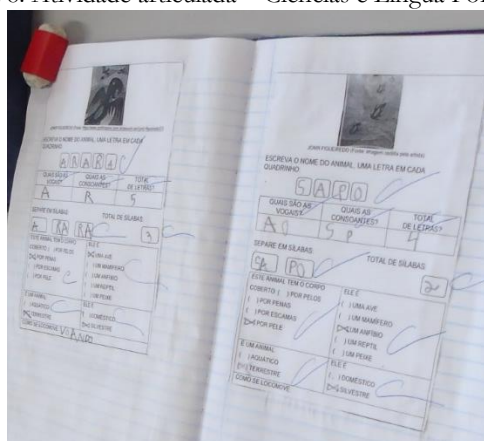 6. Atividade articulada – Ciências e Língua Por
ESCREVA O NOME DO ANIMAL, UMA LETRA EM CADA
QUADRINHO
A R A R A
QUAIS SÃO AS VOGAIS? QUAIS AS CONSOANTES? TOTAL DE LETRAS?
A R 5
SEPARE EM SÍLABAS TOTAL DE SÍLABAS
A RA RA 3
ESTE ANIMAL TEM O CORPO ELE É
COBERTO ( ) POR PELOS (X) UMA AVE
(X) POR PENAS ( ) UM MAMÍFERO
( ) POR ESCAMAS ( ) UM ANFÍBIO
( ) POR PELE ( ) UM RÉPTIL
( ) UM PEIXE
É UM ANIMAL ELE É
( ) AQUÁTICO ( ) DOMÉSTICO
(X) TERRESTRE (X) SILVESTRE
COMO SE LOCOMOVE VOANDO
ESCREVA O NOME DO ANIMAL, UMA LETRA EM CADA
QUADRINHO
S A P O
QUAIS SÃO AS VOGAIS? QUAIS AS CONSOANTES? TOTAL DE LETRAS?
A O S P 4
SEPARE EM SÍLABAS TOTAL DE SÍLABAS
SA PO 2
ESTE ANIMAL TEM O CORPO ELE É
COBERTO ( ) POR PELOS ( ) UMA AVE
( ) POR PENAS ( ) UM MAMÍFERO
( ) POR ESCAMAS (X) UM ANFÍBIO
(X) POR PELE ( ) UM RÉPTIL
( ) UM PEIXE
É UM ANIMAL ELE É
( ) AQUÁTICO ( ) DOMÉSTICO
(X) TERRESTRE (X) SILVESTRE
COMO SE LOCOMOVE